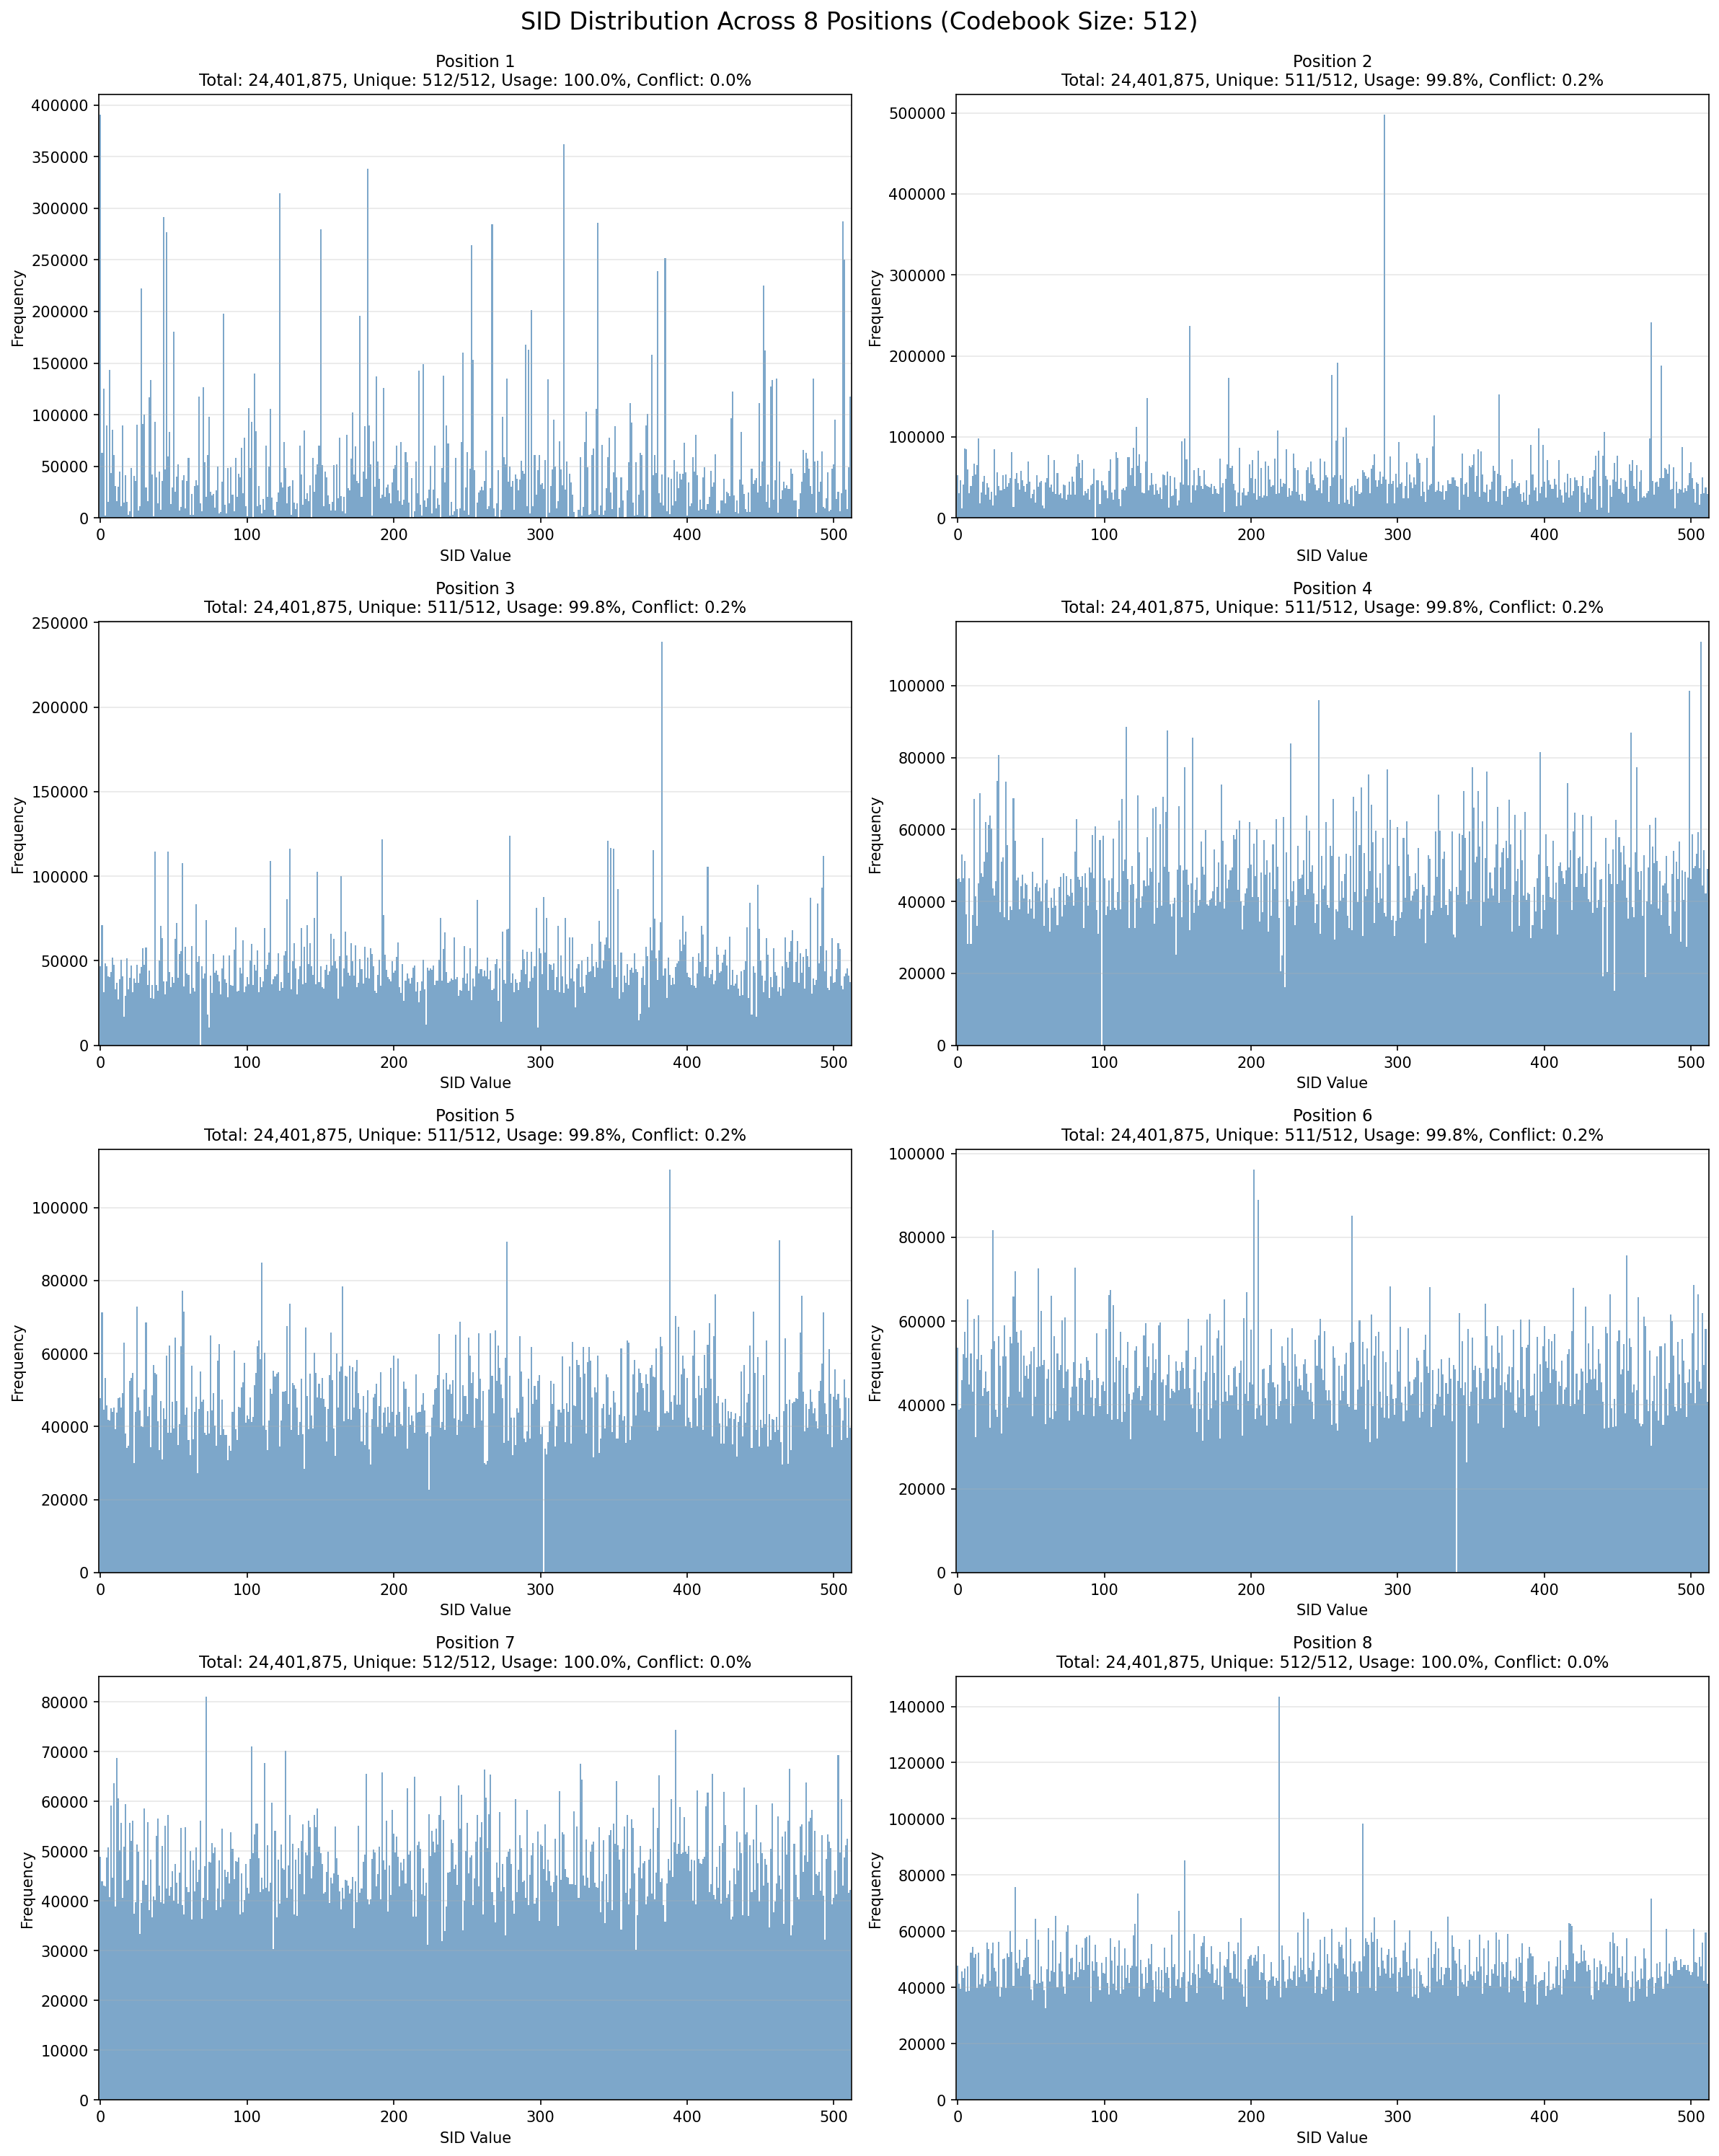 SID Distribution Across 8 Positions (Codebook Size: 512)
Position 1
Total: 24,401,875, Unique: 512/512, Usage: 100.0%, Conflict: 0.0%
400000
350000
300000
250000
200000
150000
100000
50000
0
Frequency
0 100 200 300 400 500
SID Value
Position 2
Total: 24,401,875, Unique: 511/512, Usage: 99.8%, Conflict: 0.2%
500000
400000
300000
200000
100000
0
Frequency
0 100 200 300 400 500
SID Value
Position 3
Total: 24,401,875, Unique: 511/512, Usage: 99.8%, Conflict: 0.2%
250000
200000
150000
100000
50000
0
Frequency
0 100 200 300 400 500
SID Value
Position 4
Total: 24,401,875, Unique: 511/512, Usage: 99.8%, Conflict: 0.2%
100000
80000
60000
40000
20000
0
Frequency
0 100 200 300 400 500
SID Value
Position 5
Total: 24,401,875, Unique: 511/512, Usage: 99.8%, Conflict: 0.2%
100000
80000
60000
40000
20000
0
Frequency
0 100 200 300 400 500
SID Value
Position 6
Total: 24,401,875, Unique: 511/512, Usage: 99.8%, Conflict: 0.2%
100000
80000
60000
40000
20000
0
Frequency
0 100 200 300 400 500
SID Value
Position 7
Total: 24,401,875, Unique: 512/512, Usage: 100.0%, Conflict: 0.0%
80000
70000
60000
50000
40000
30000
20000
10000
0
Frequency
0 100 200 300 400 500
SID Value
Position 8
Total: 24,401,875, Unique: 512/512, Usage: 100.0%, Conflict: 0.0%
140000
120000
100000
80000
60000
40000
20000
0
Frequency
0 100 200 300 400 500
SID Value